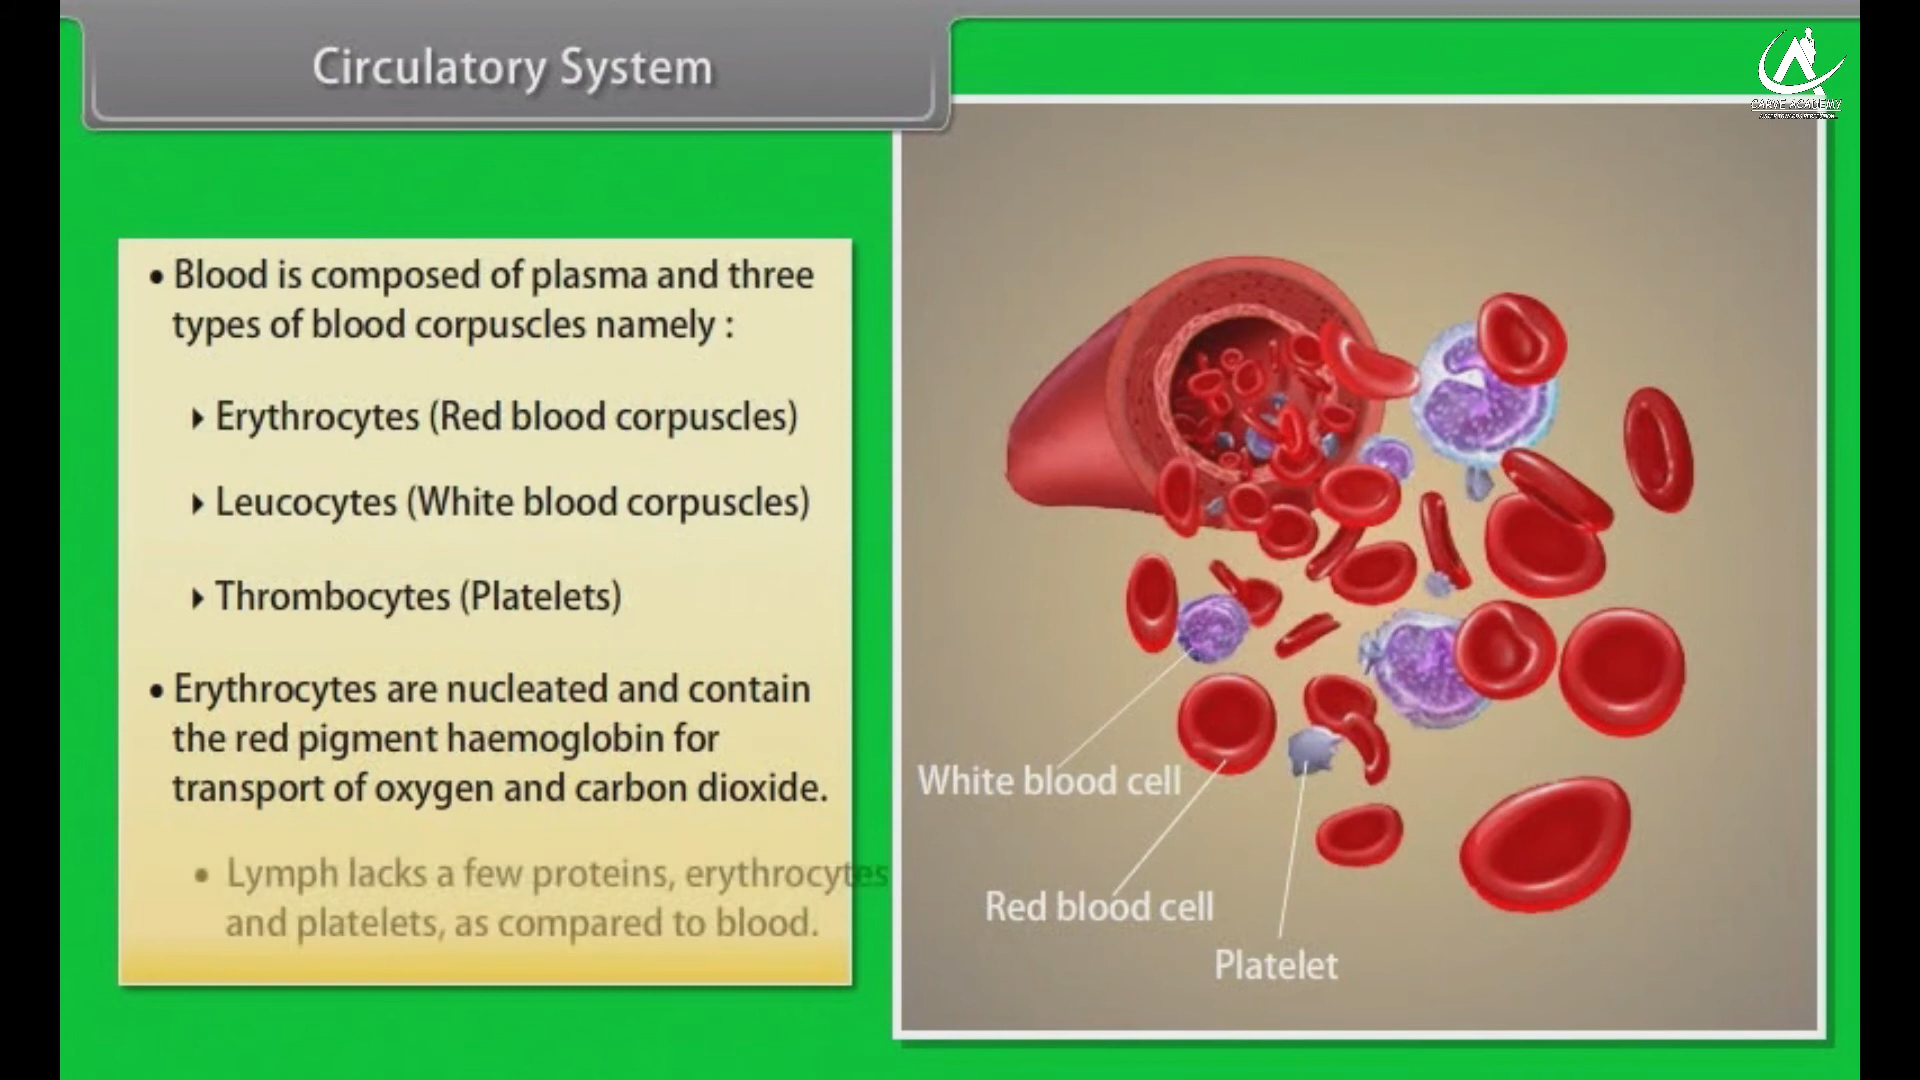 Circulatory System
CARVE ACADEMY
• Blood is composed of plasma and three
types of blood corpuscles namely :
Erythrocytes (Red blood corpuscles)
Leucocytes (White blood corpuscles)
Thrombocytes (Platelets)
• Erythrocytes are nucleated and contain
the red pigment haemoglobin for
transport of oxygen and carbon dioxide.
• Lymph lacks a few proteins, erythrocytes
and platelets, as compared to blood.
White blood cell
Red blood cell
Platelet